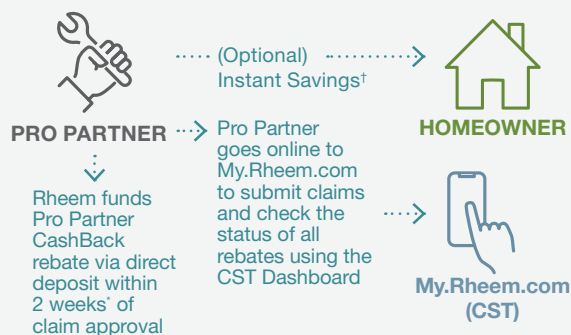 (Optional)
Instant Savings†
HOMEOWNER
PRO PARTNER
Pro Partner
goes online to
My.Rheem.com
to submit claims
and check the
status of all
rebates using the
CST Dashboard
Rheem funds
Pro Partner
CashBack
rebate via direct
deposit within
2 weeks* of
claim approval
My.Rheem.com
(CST)